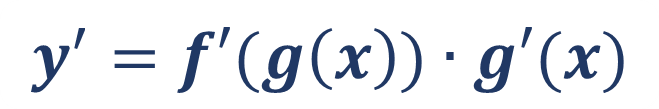 y′ = f′(g(x)) · g′(x)